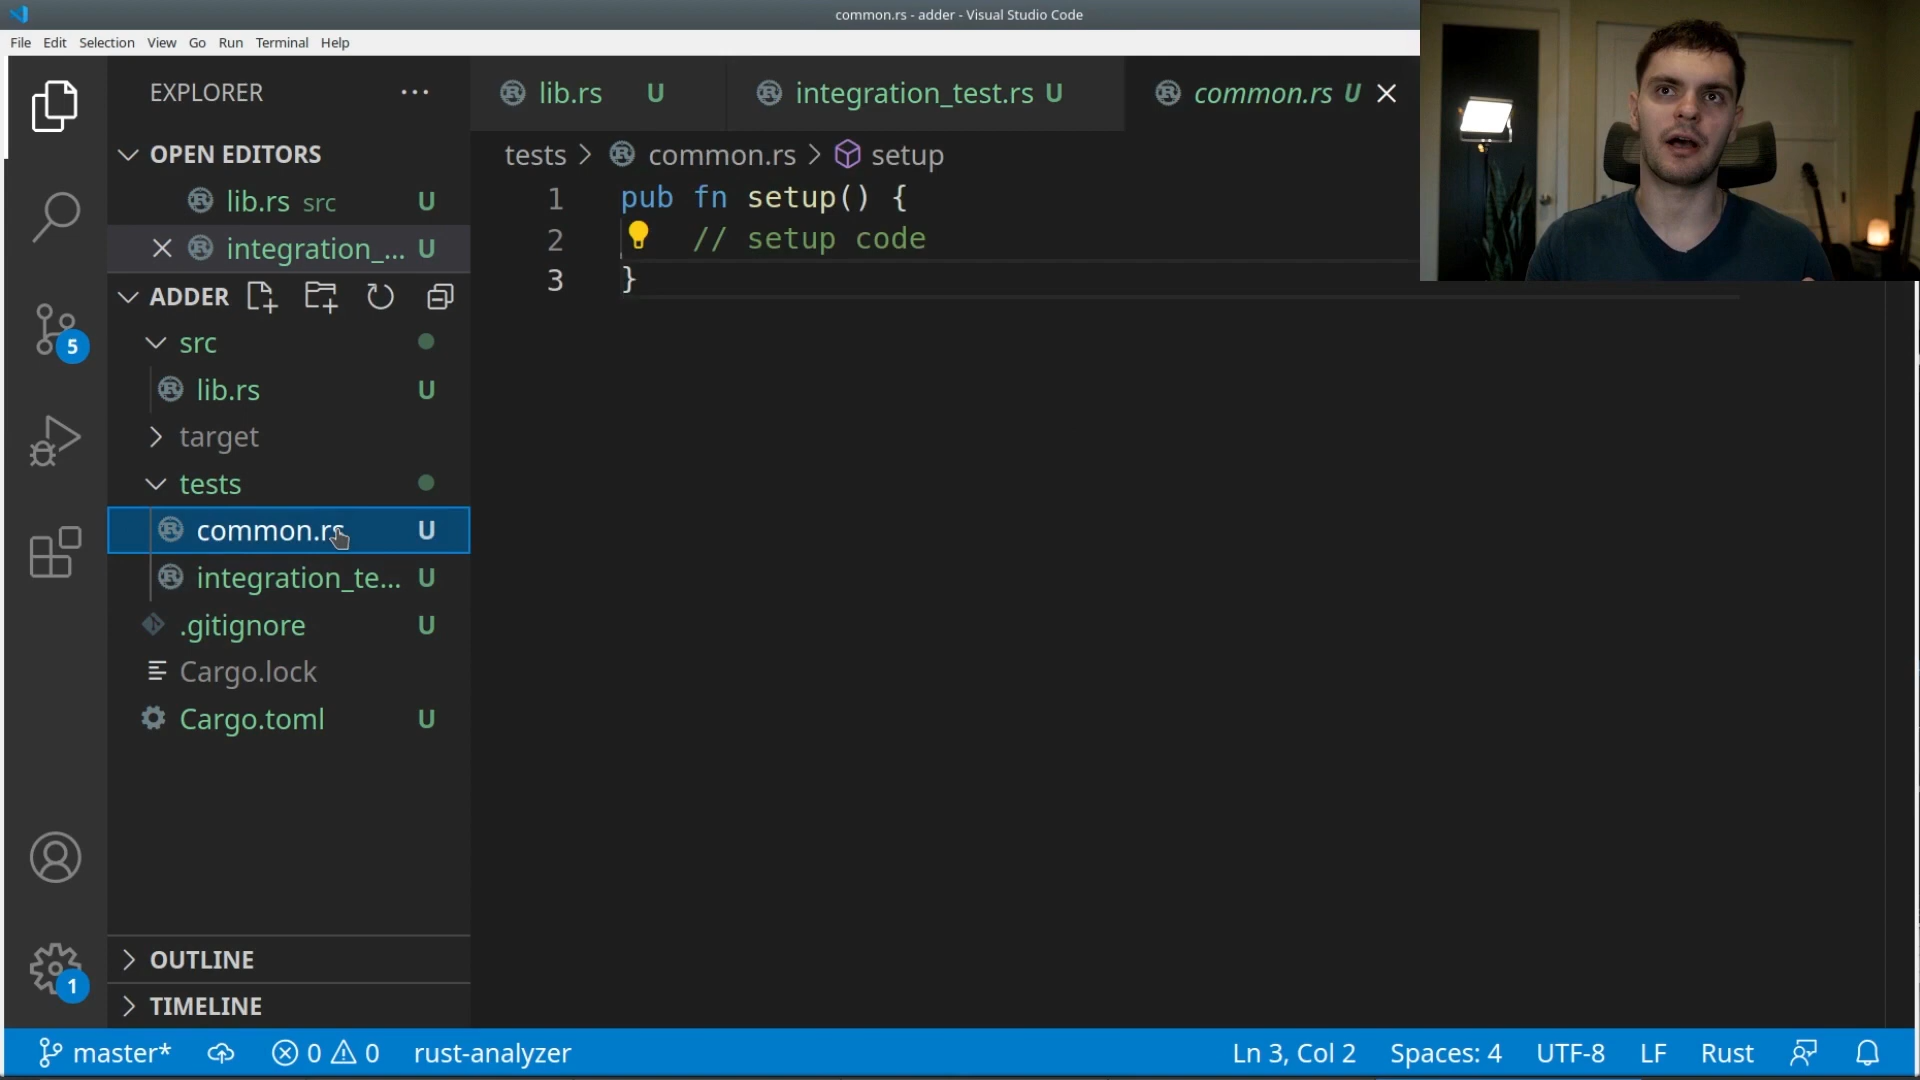 common.rs - adder - Visual Studio Code
File Edit Selection View Go Run Terminal Help
EXPLORER ···
OPEN EDITORS
lib.rs src U
integration_... U
ADDER
src
lib.rs U
target
tests
common.rs U
integration_te... U
.gitignore U
Cargo.lock
Cargo.toml U
OUTLINE
TIMELINE
5
1
lib.rs U integration_test.rs U common.rs U
tests > common.rs > setup
1 pub fn setup() {
2 // setup code
3 }
master* 0 0 rust-analyzer Ln 3, Col 2 Spaces: 4 UTF-8 LF Rust